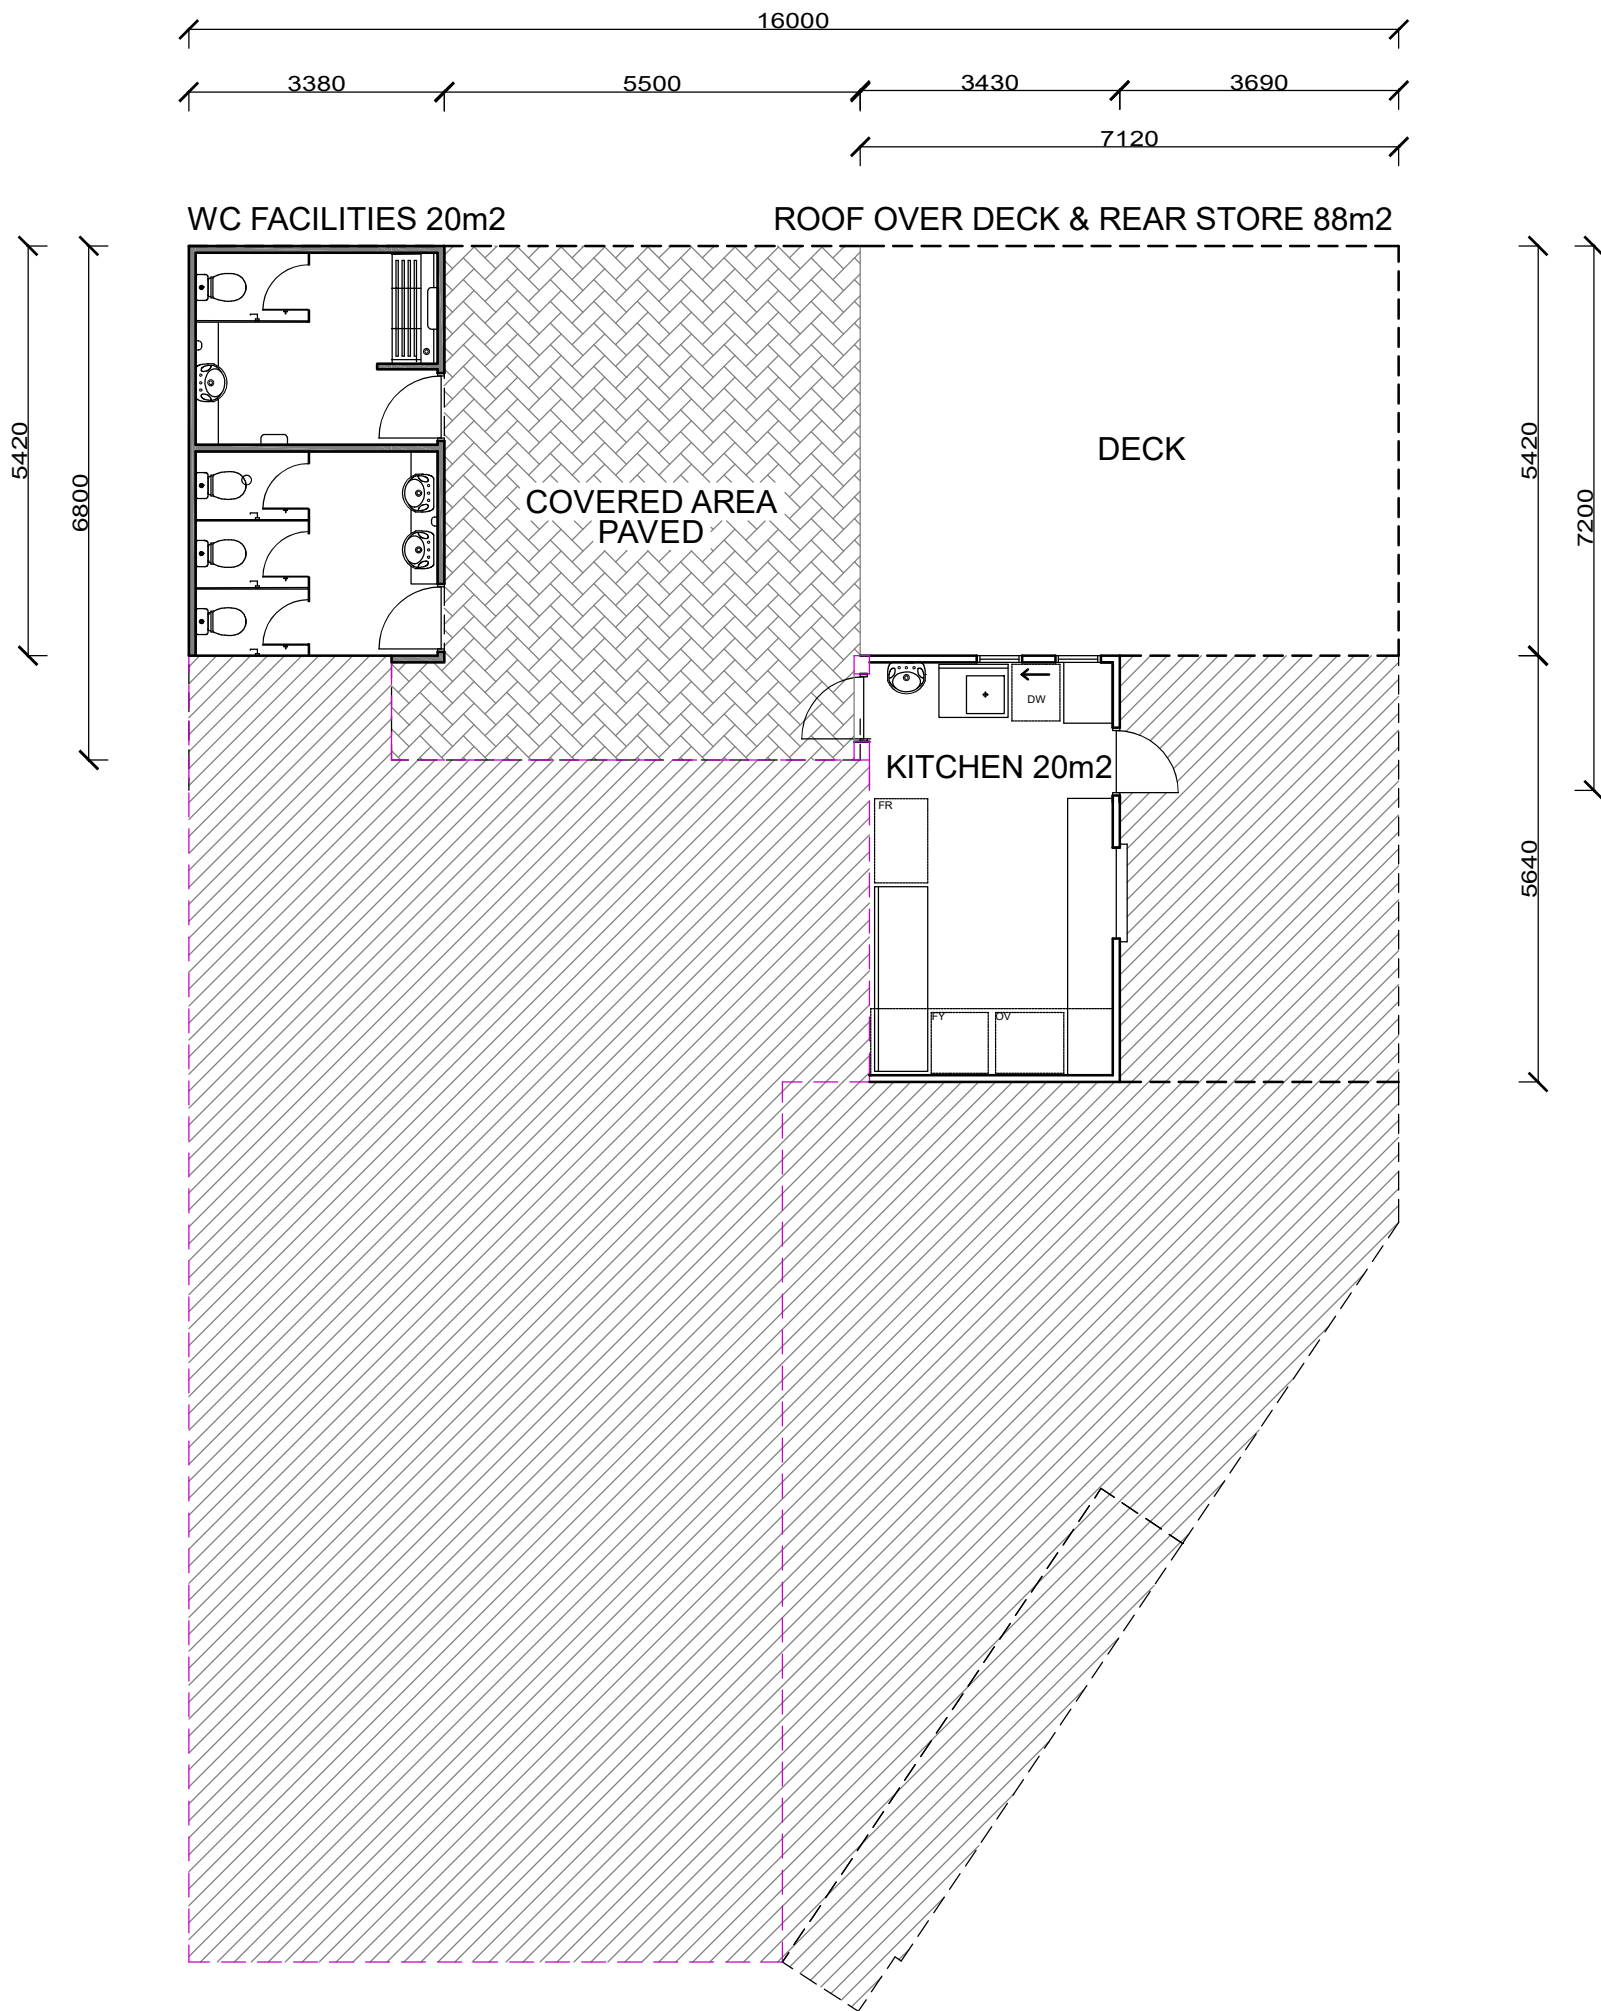 16000
3380
5500
3430
3690
7120
WC FACILITIES 20m2
ROOF OVER DECK & REAR STORE 88m2
5420
6800
COVERED AREA
PAVED
DECK
5420
7200
DW
KITCHEN 20m2
FR
5640
FY
OV